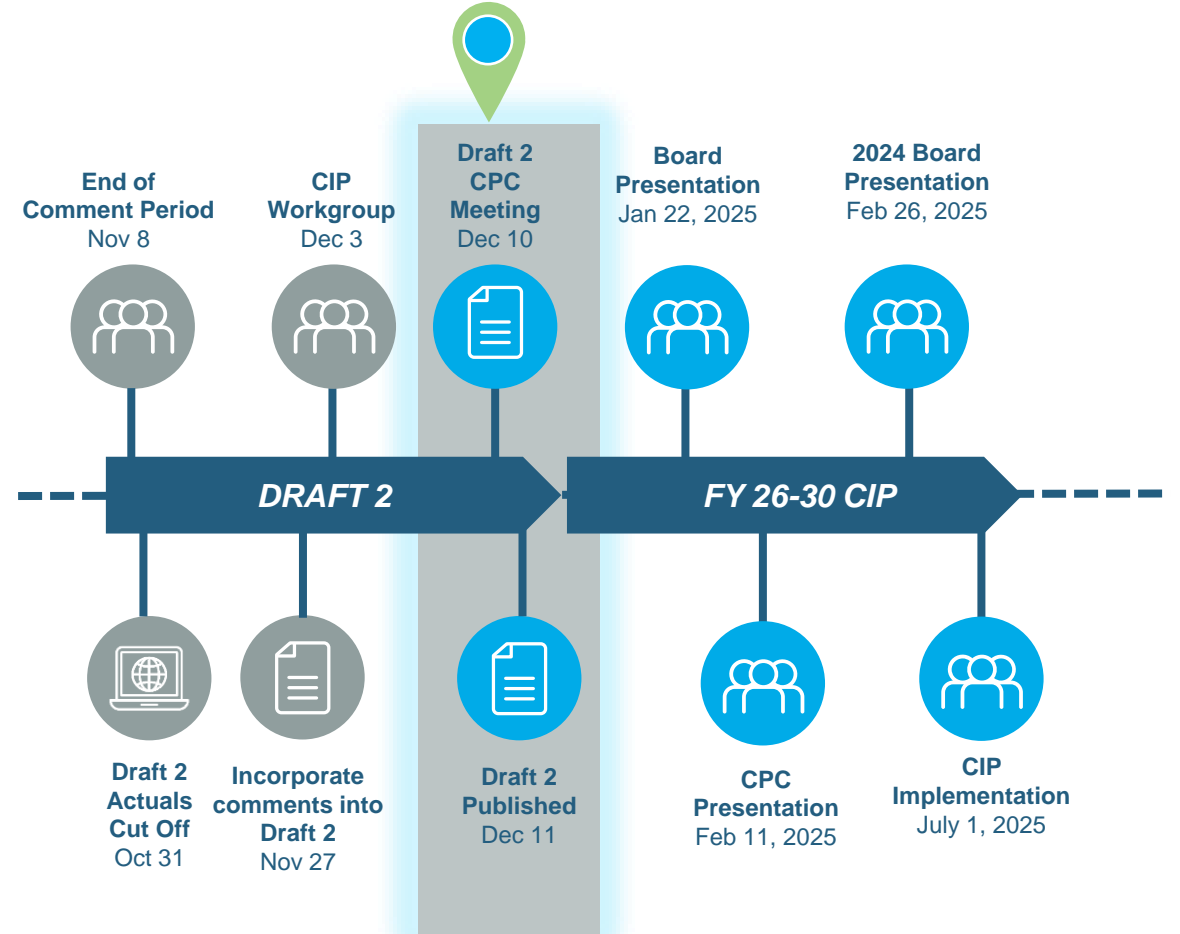 End of
Comment Period
Nov 8
CIP
Workgroup
Dec 3
Draft 2
CPC
Meeting
Dec 10
Board
Presentation
Jan 22, 2025
2024 Board
Presentation
Feb 26, 2025
DRAFT 2
FY 26-30 CIP
Draft 2
Actuals
Cut Off
Oct 31
Incorporate
comments into
Draft 2
Nov 27
Draft 2
Published
Dec 11
CPC
Presentation
Feb 11, 2025
CIP
Implementation
July 1, 2025